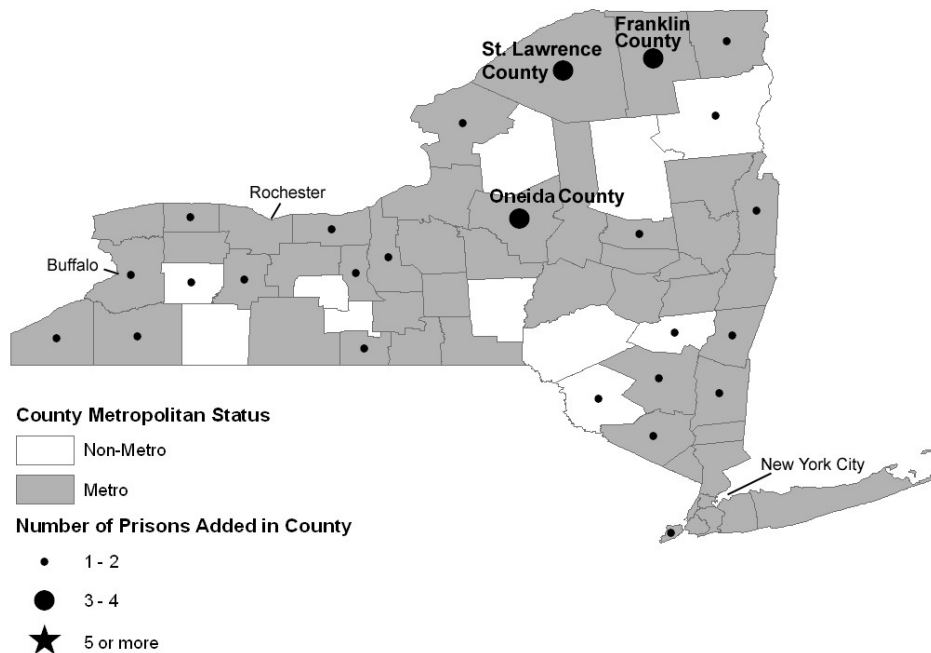 Franklin
County
St. Lawrence
County
Oneida County
Rochester
Buffalo
New York City
County Metropolitan Status
Non-Metro
Metro
Number of Prisons Added in County
1 - 2
3 - 4
5 or more